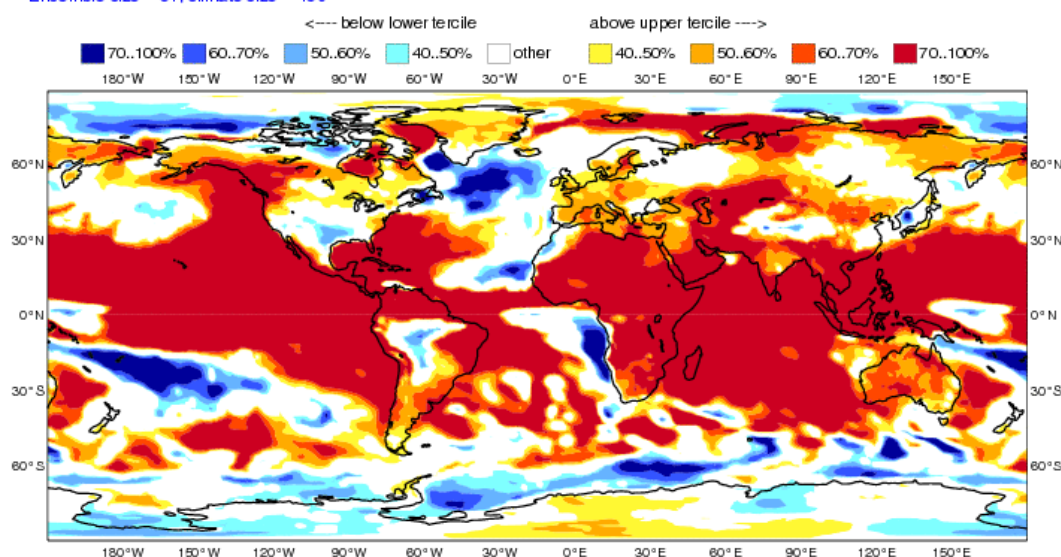 <---- below lower tercile above upper tercile ---->
70..100% 60..70% 50..60% 40..50% other 40..50% 50..60% 60..70% 70..100%
180°W 150°W 120°W 90°W 60°W 30°W 0°E 30°E 60°E 90°E 120°E 150°E
60°N 60°N
30°N 30°N
0°N 0°N
30°S 30°S
60°S 60°S
180°W 150°W 120°W 90°W 60°W 30°W 0°E 30°E 60°E 90°E 120°E 150°E